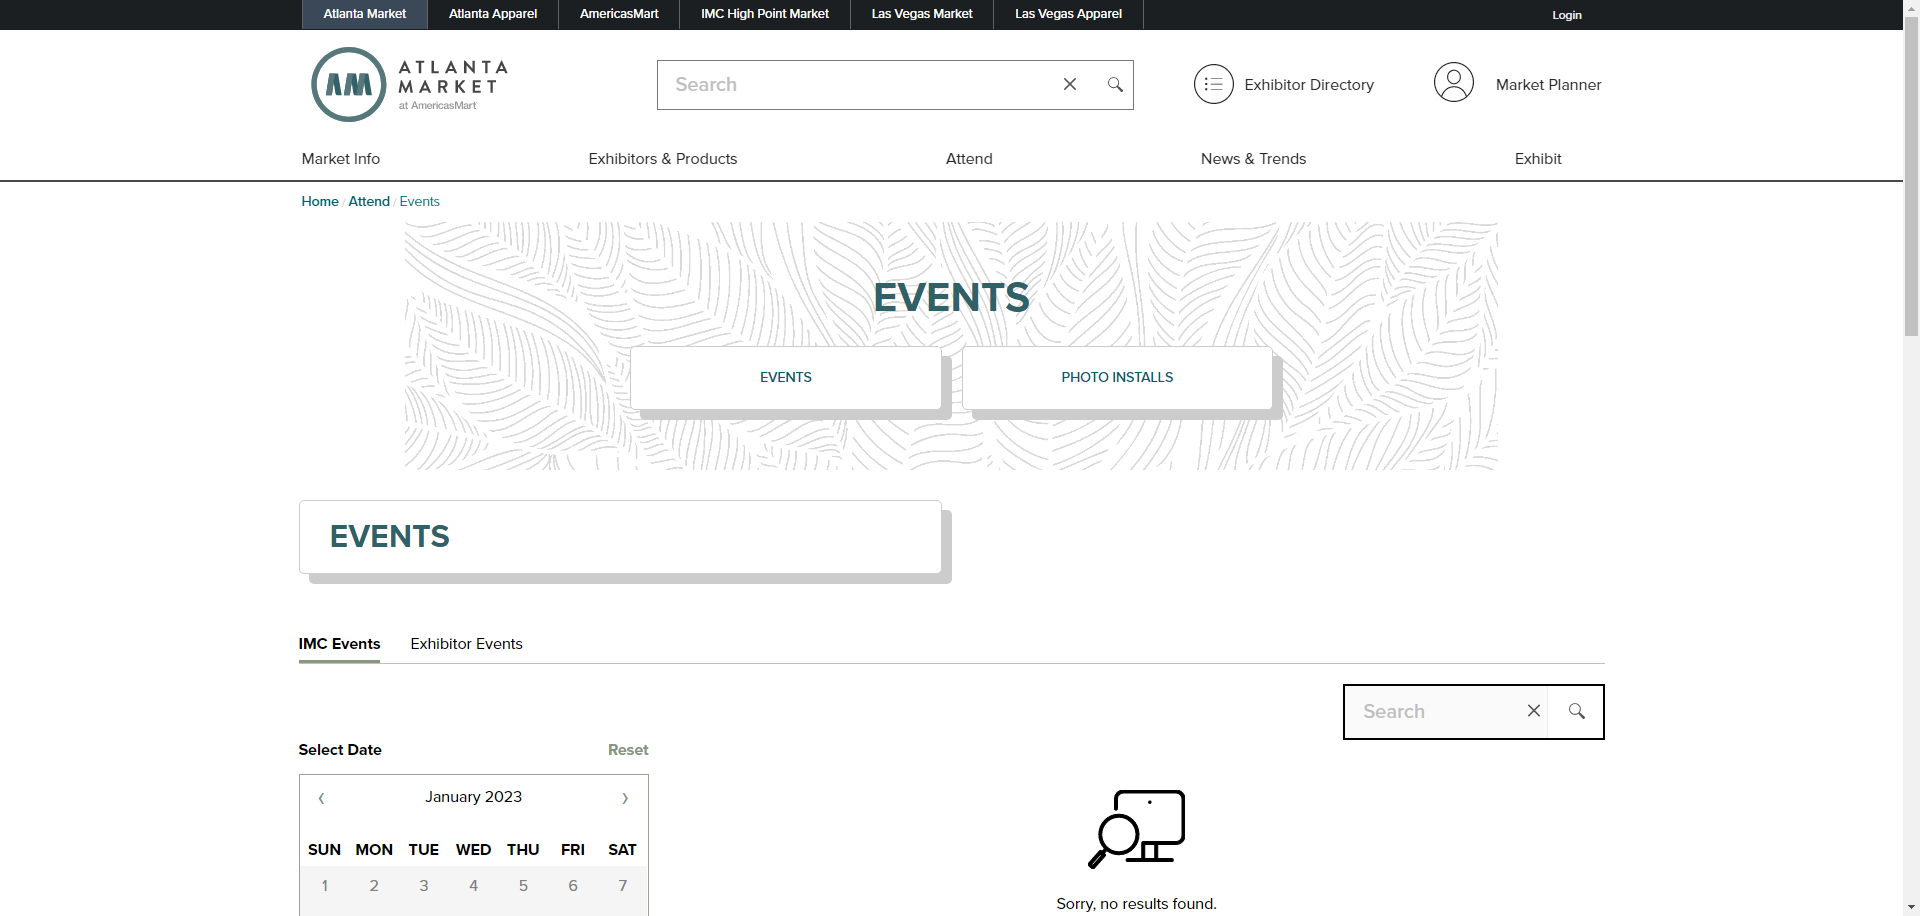 Atlanta Market Atlanta Apparel AmericasMart IMC High Point Market Las Vegas Market Las Vegas Apparel Login
ATLANTA
MARKET
at AmericasMart
Search
Exhibitor Directory
Market Planner
Market Info Exhibitors & Products Attend News & Trends Exhibit
Home / Attend / Events
EVENTS
EVENTS PHOTO INSTALLS
EVENTS
IMC Events Exhibitor Events
Search
Select Date Reset
January 2023
SUN MON TUE WED THU FRI SAT
1 2 3 4 5 6 7
Sorry, no results found.